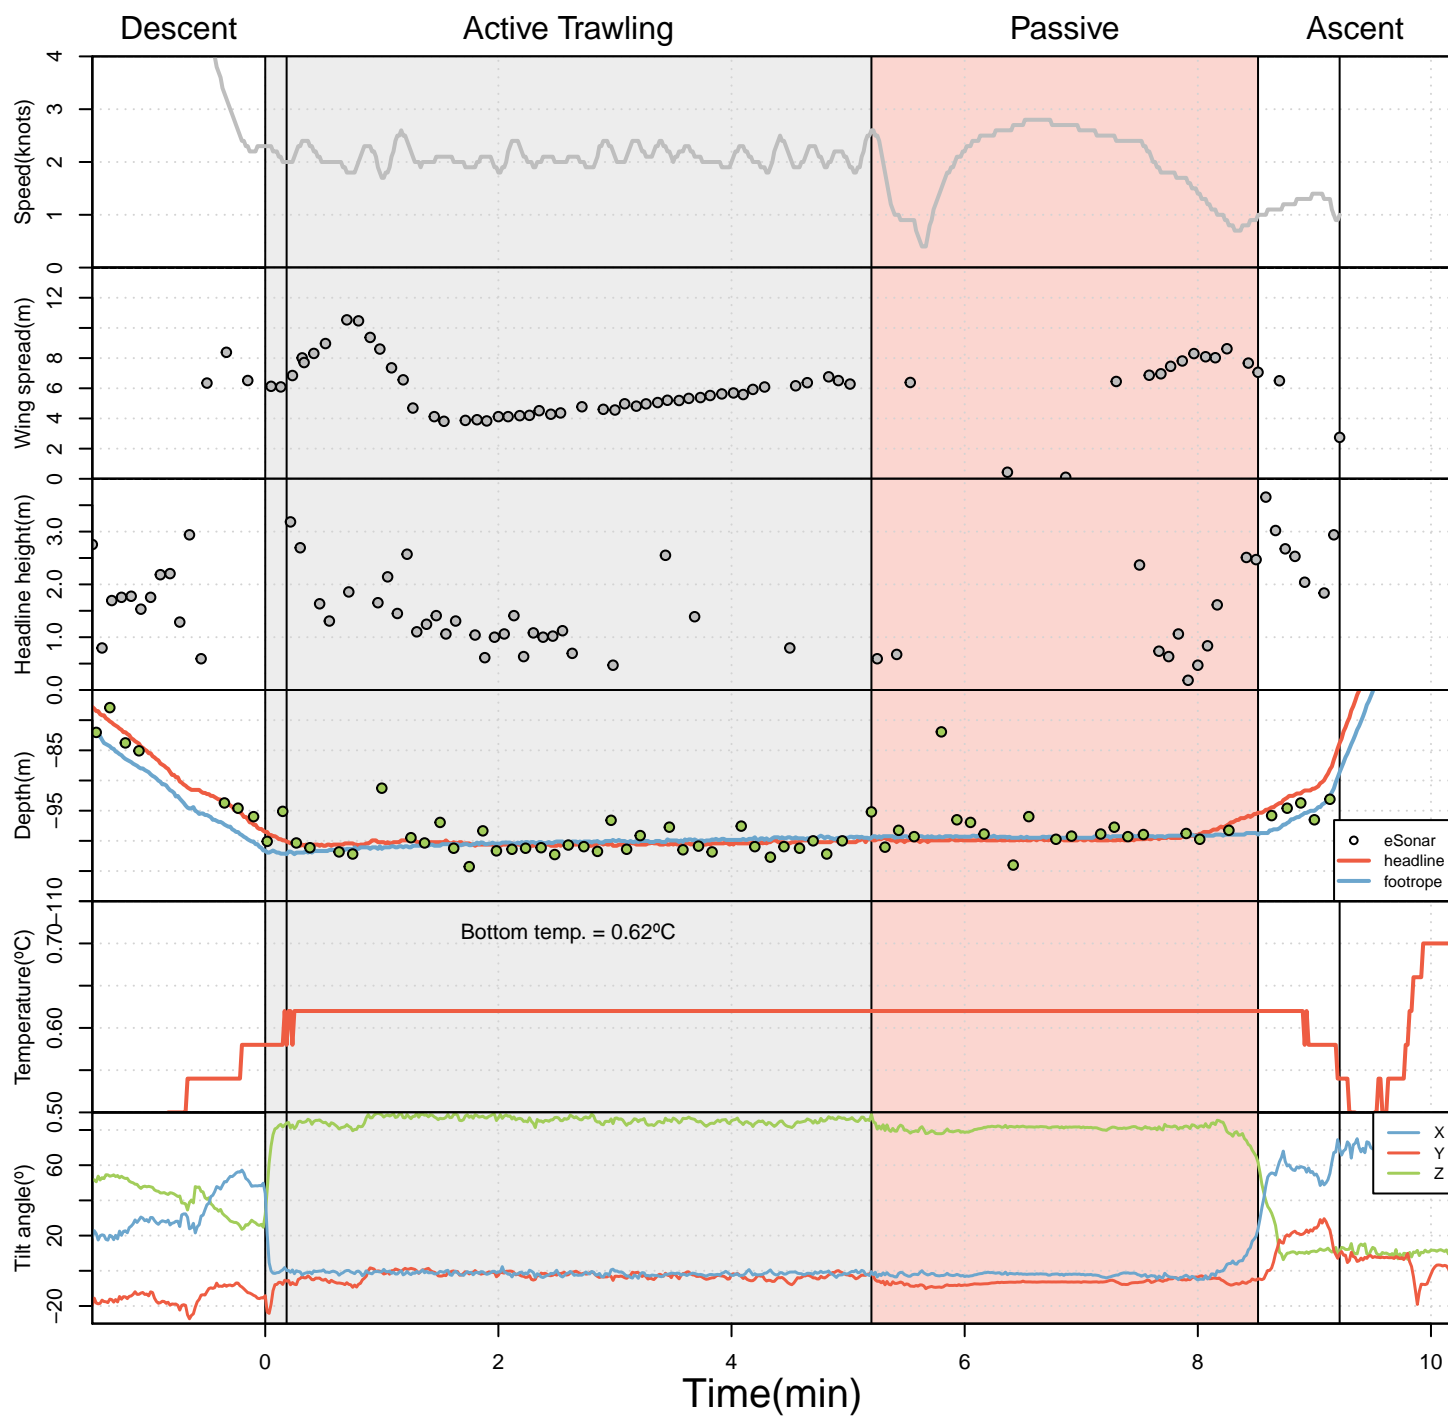 Descent Active Trawling Passive Ascent
Speed(knots)
4
3
2
1
0
Wing spread(m)
12
8
6
4
2
0
Headline height(m)
3.0
2.0
1.0
0.0
Depth(m)
−85
−95
−110
eSonar
headline
footrope
Temperature(ºC)
0.70
0.60
0.50
Bottom temp. = 0.62ºC
Tilt angle(º)
60
20
−20
X
Y
Z
0 2 4 6 8 10
Time(min)